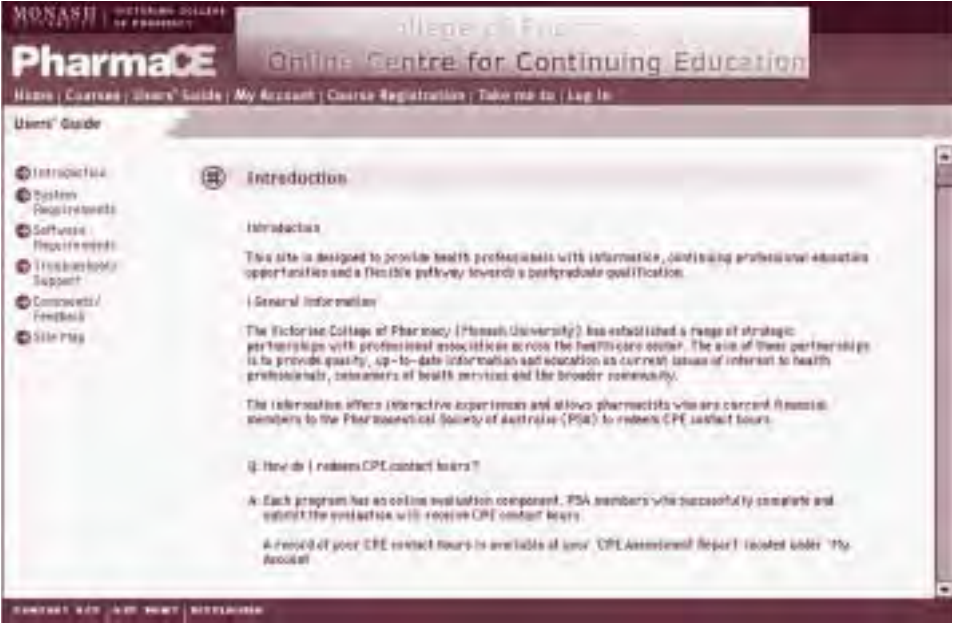 MONASH | VICTORIAN COLLEGE
OF PHARMACY
PharmaCE
Online Centre for Continuing Education
Home | Courses | Users' Guide | My Account | Course Registration | Take me to | Log In
Users' Guide
Introduction
System
Requirements
Software
Requirements
Troubleshoot/
Support
Comments/
Feedback
Site Map
Introduction
Introduction
This site is designed to provide health professionals with information, continuing professional education
opportunities and a flexible pathway towards a postgraduate qualification.
General Information
The Victorian College of Pharmacy (Monash University) has established a range of strategic
partnerships with professional associations across the healthcare sector. The aim of these partnerships
is to provide quality, up-to-date information and education on current issues of interest to health
professionals, consumers of health services and the broader community.
The information offers interactive experiences and allows pharmacists who are current financial
members to the Pharmaceutical Society of Australia (PSA) to redeem CPE contact hours.
Q. How do I redeem CPE contact hours?
A. Each program has an online evaluation component. PSA members who successfully complete and
submit the evaluation will receive CPE contact hours.
A record of your CPE contact hours is available at your 'CPE Assessment Report' located under 'My
Account'
DISCLAIMER